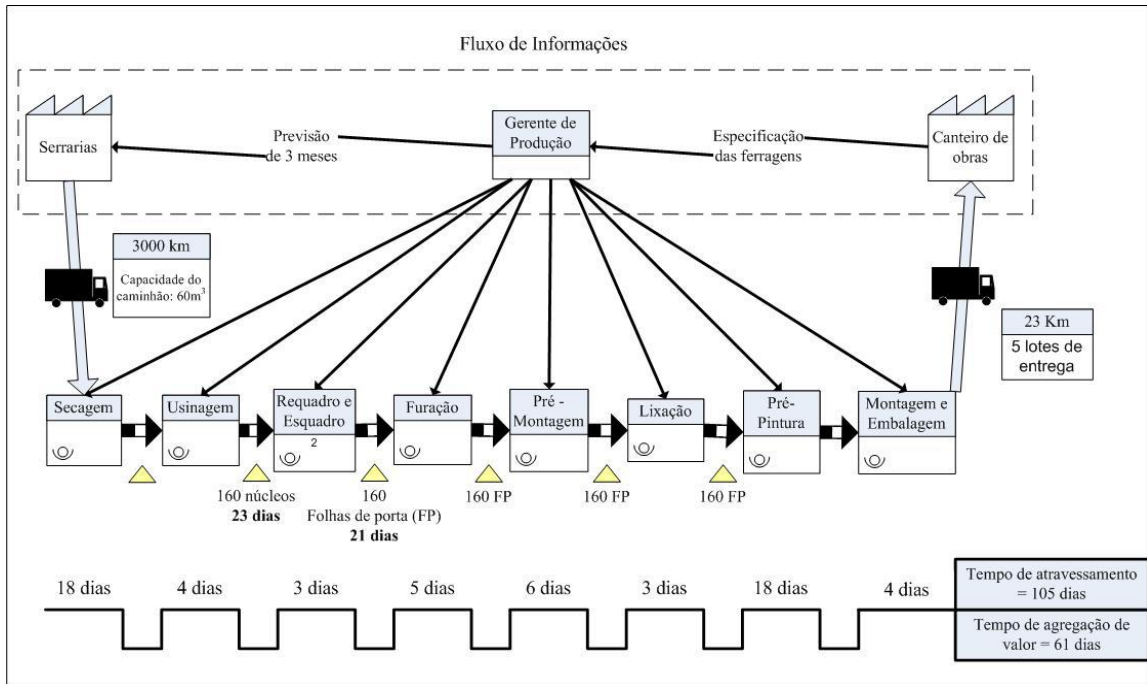 Fluxo de Informações
Serrarias
Previsão
de 3 meses
Gerente de
Produção
Especificação
das ferragens
Canteiro de
obras
3000 km
Capacidade do
caminhão: 60m³
23 Km
5 lotes de
entrega
Secagem
Usinagem
Requadro e
Esquadro
2
Furação
Pré -
Montagem
Lixação
Pré-
Pintura
Montagem e
Embalagem
160 núcleos
23 dias
160
Folhas de porta (FP)
21 dias
160 FP
160 FP
160 FP
18 dias
4 dias
3 dias
5 dias
6 dias
3 dias
18 dias
4 dias
Tempo de atravessamento
= 105 dias
Tempo de agregação de
valor = 61 dias